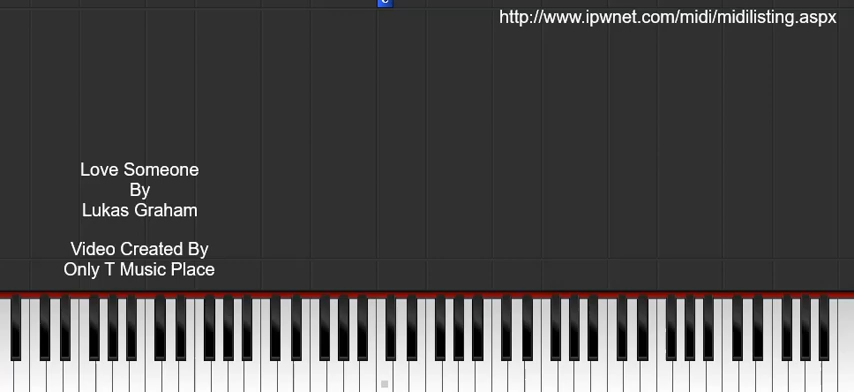 http://www.ipwnet.com/midi/midilisting.aspx
Love Someone
By
Lukas Graham
Video Created By
Only T Music Place